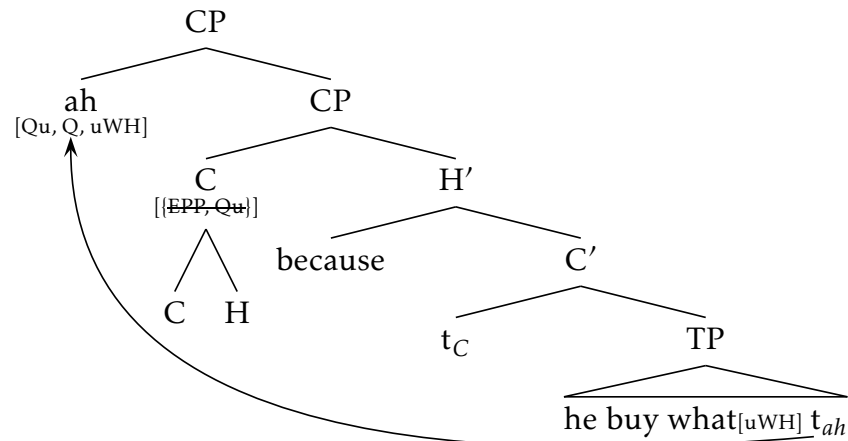 CP
ah CP
[Qu, Q, uWH]
C H′
[{EPP, Qu}]
because C′
C H
t_C TP
he buy what[uWH] t_ah